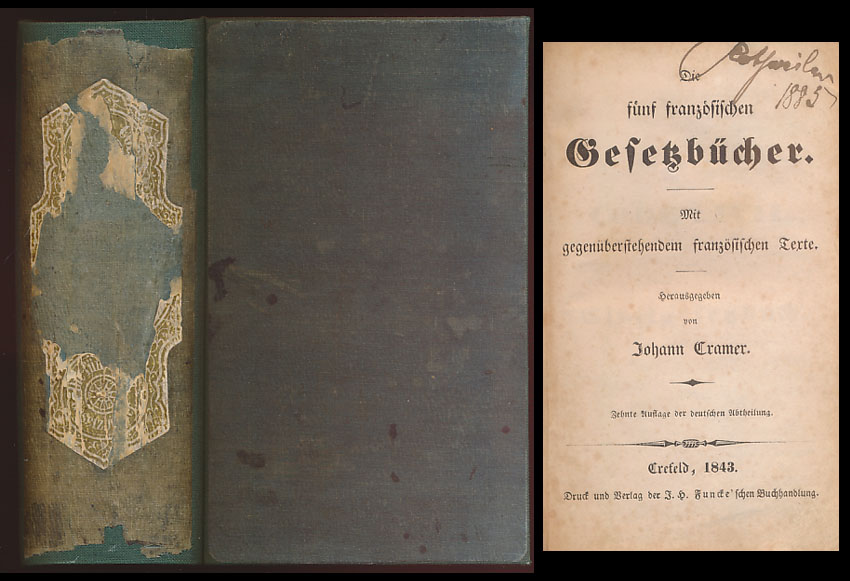 Die
fünf französischen
Gesetzbücher.
Mit
gegenüberstehendem französischen Texte.
Herausgegeben
von
Johann Cramer.
Zehnte Auflage der deutschen Abtheilung.
Crefeld, 1843.
Druck und Verlag der J. H. Funcke'schen Buchhandlung.
1885